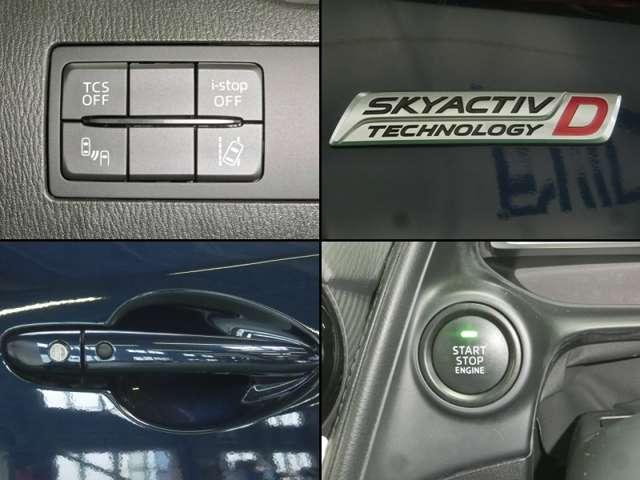 TCS
OFF
i-stop
OFF
SKYACTIV D
TECHNOLOGY
START
STOP
ENGINE